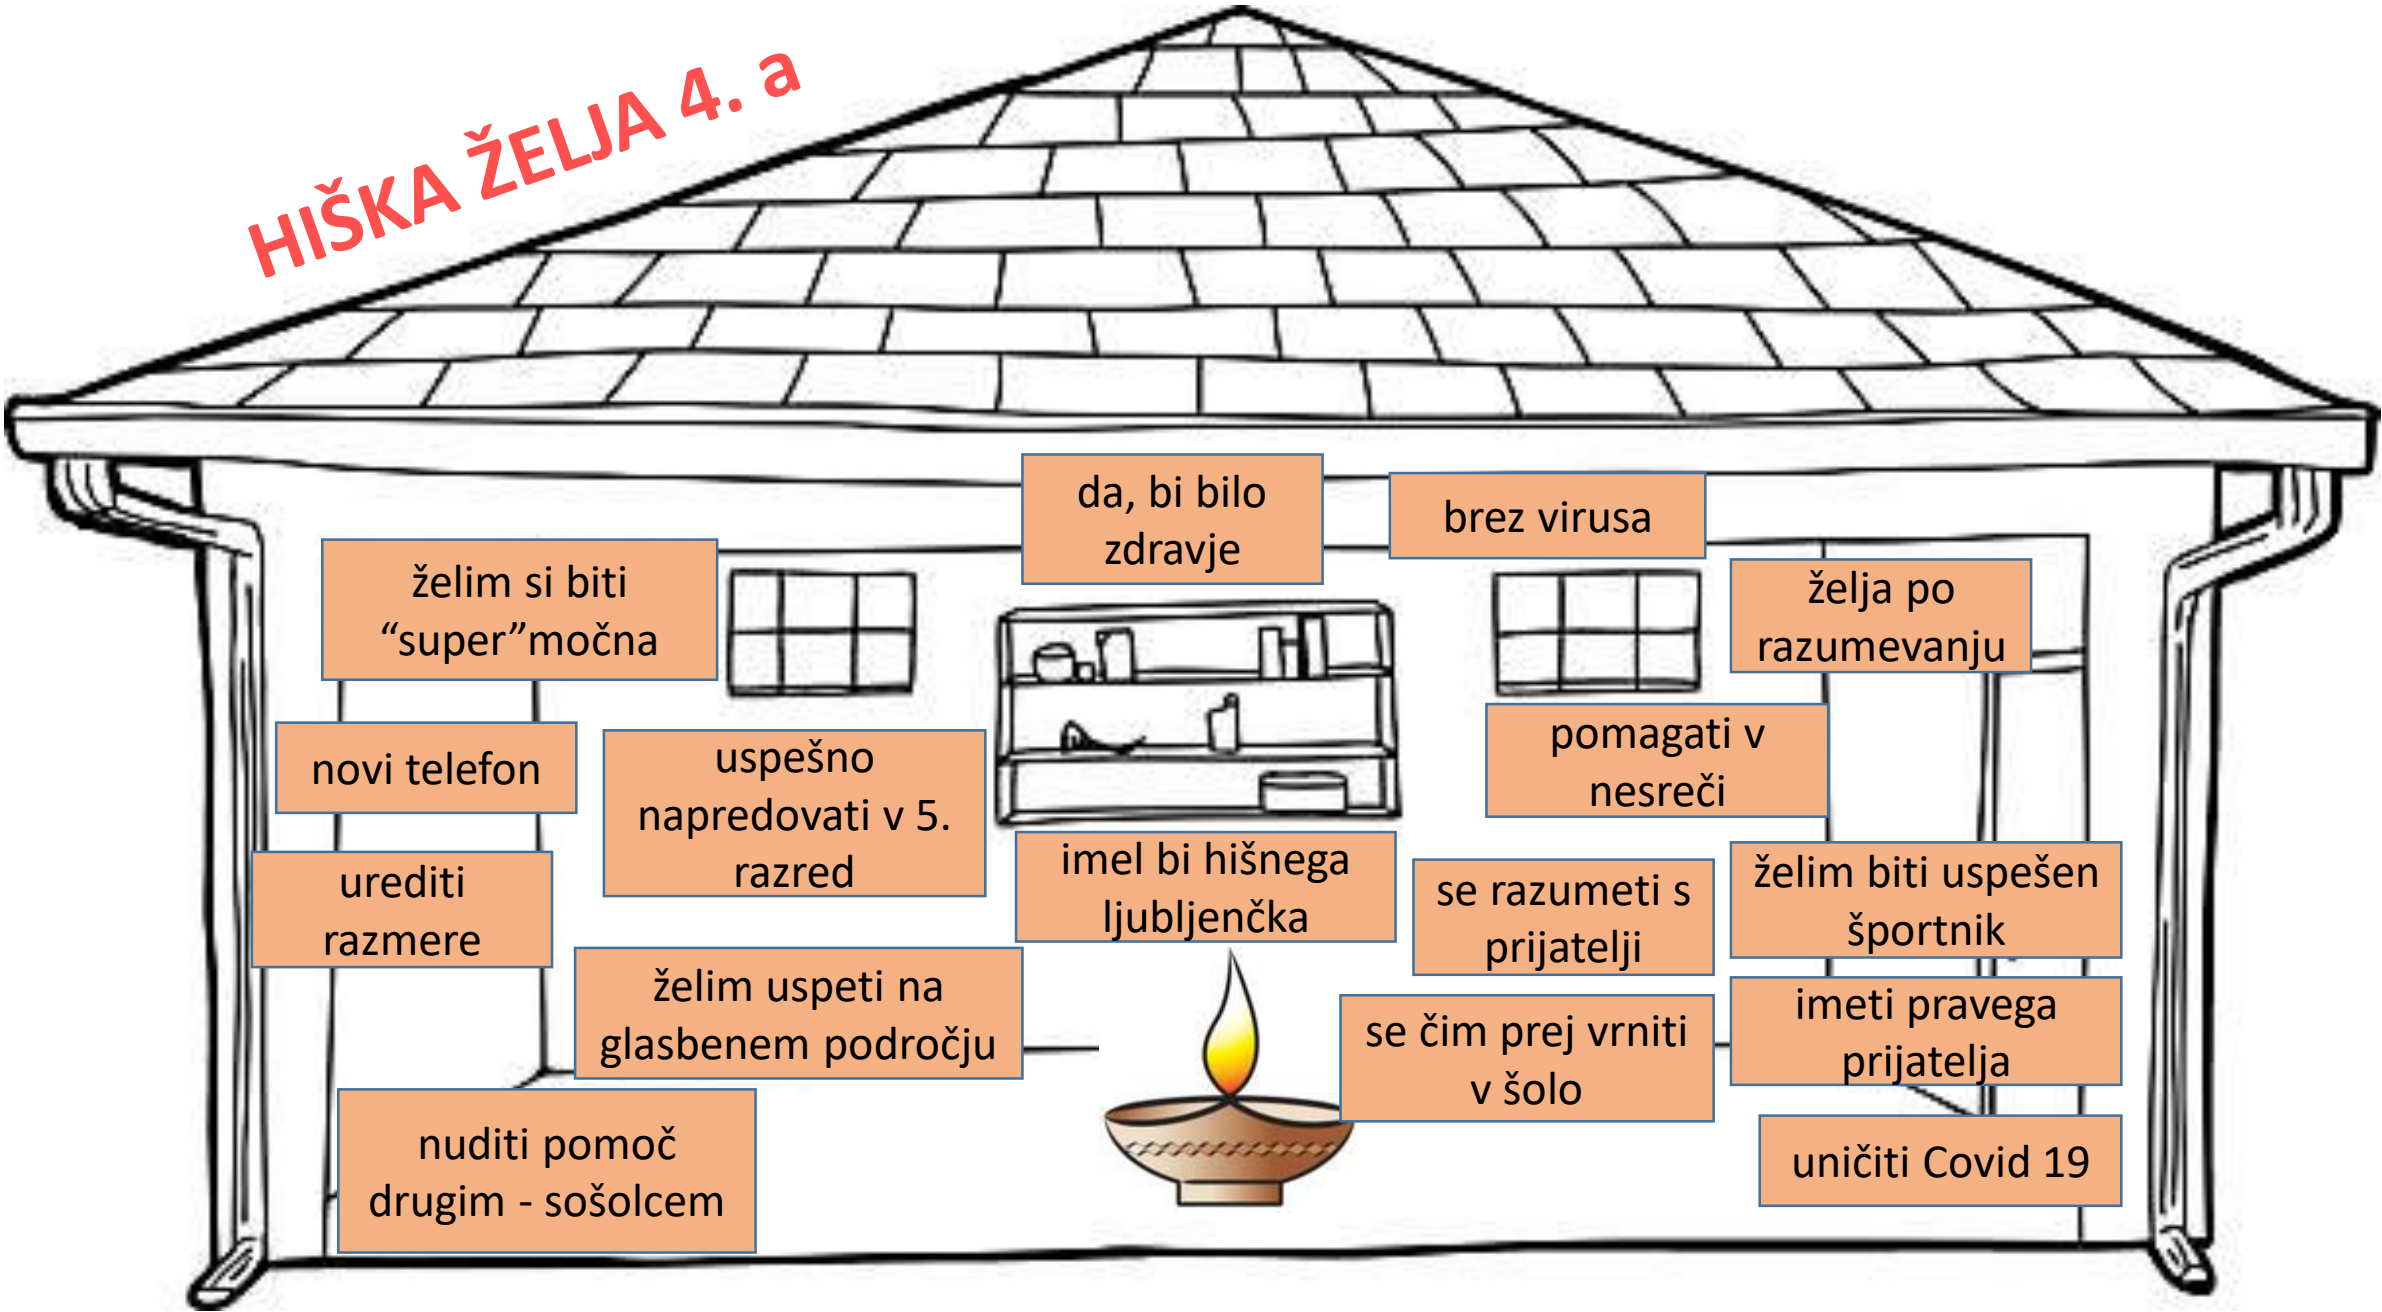 HIŠKA ŽELJA 4. a
da, bi bilo
zdravje
brez virusa
želim si biti
“super”močna
želja po
razumevanju
novi telefon
uspešno
napredovati v 5.
razred
pomagati v
nesreči
urediti
razmere
imel bi hišnega
ljubljenčka
se razumeti s
prijatelji
želim biti uspešen
športnik
želim uspeti na
glasbenem področju
se čim prej vrniti
v šolo
imeti pravega
prijatelja
nuditi pomoč
drugim - sošolcem
uničiti Covid 19